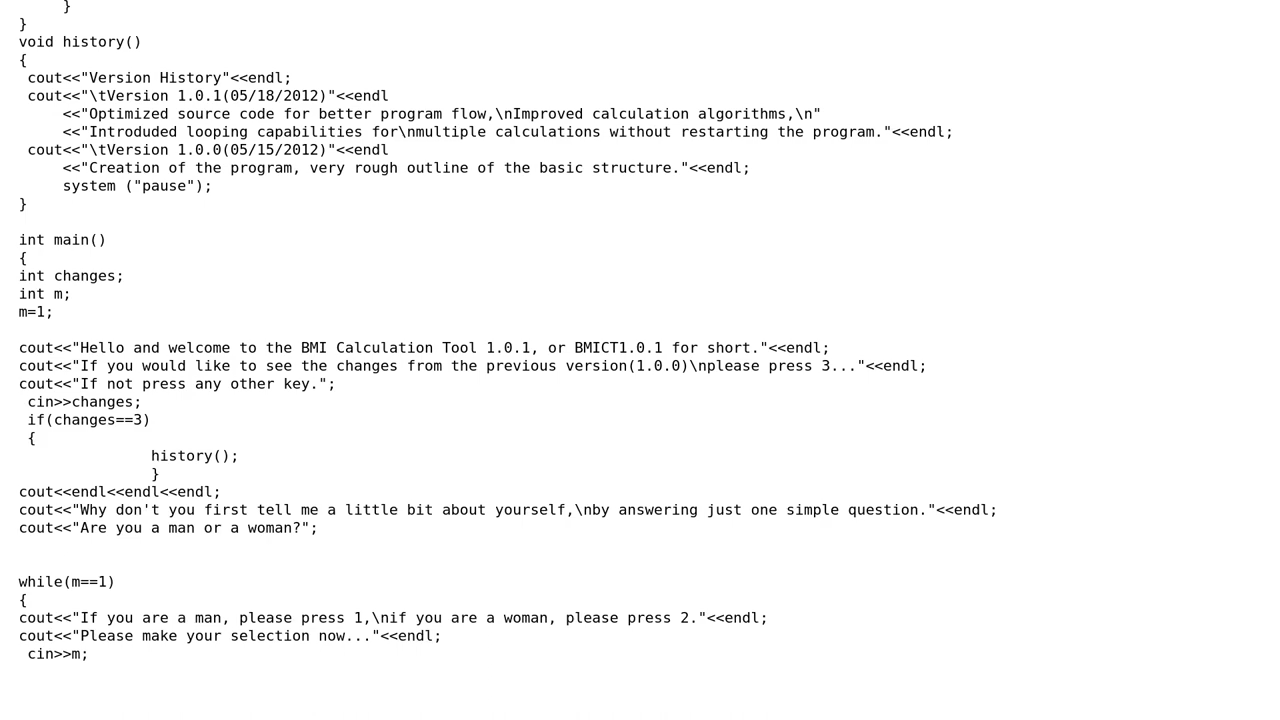 }
}
void history()
{
 cout<<"Version History"<<endl;
 cout<<"\tVersion 1.0.1(05/18/2012)"<<endl
     <<"Optimized source code for better program flow,\nImproved calculation algorithms,\n"
     <<"Introduded looping capabilities for\nmultiple calculations without restarting the program."<<endl;
 cout<<"\tVersion 1.0.0(05/15/2012)"<<endl
     <<"Creation of the program, very rough outline of the basic structure."<<endl;
     system ("pause");
}

int main()
{
int changes;
int m;
m=1;

cout<<"Hello and welcome to the BMI Calculation Tool 1.0.1, or BMICT1.0.1 for short."<<endl;
cout<<"If you would like to see the changes from the previous version(1.0.0)\nplease press 3..."<<endl;
cout<<"If not press any other key.";
 cin>>changes;
 if(changes==3)
 {
               history();
               }
cout<<endl<<endl<<endl;
cout<<"Why don't you first tell me a little bit about yourself,\nby answering just one simple question."<<endl;
cout<<"Are you a man or a woman?";


while(m==1)
{
cout<<"If you are a man, please press 1,\nif you are a woman, please press 2."<<endl;
cout<<"Please make your selection now..."<<endl;
 cin>>m;